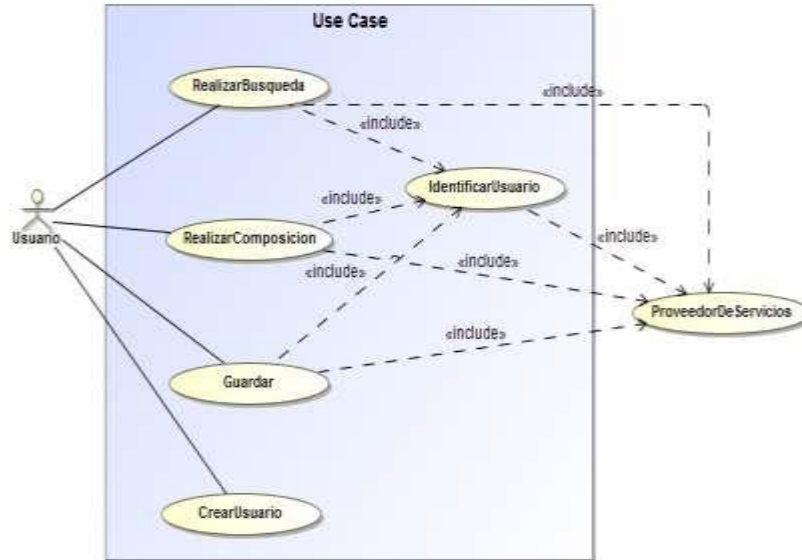 Use Case
RealizarBusqueda
«include»
«include»
IdentificarUsuario
«include»
Usuario
RealizarComposicion
«include»
«include»
«include»
ProveedorDeServicios
«include»
Guardar
CrearUsuario